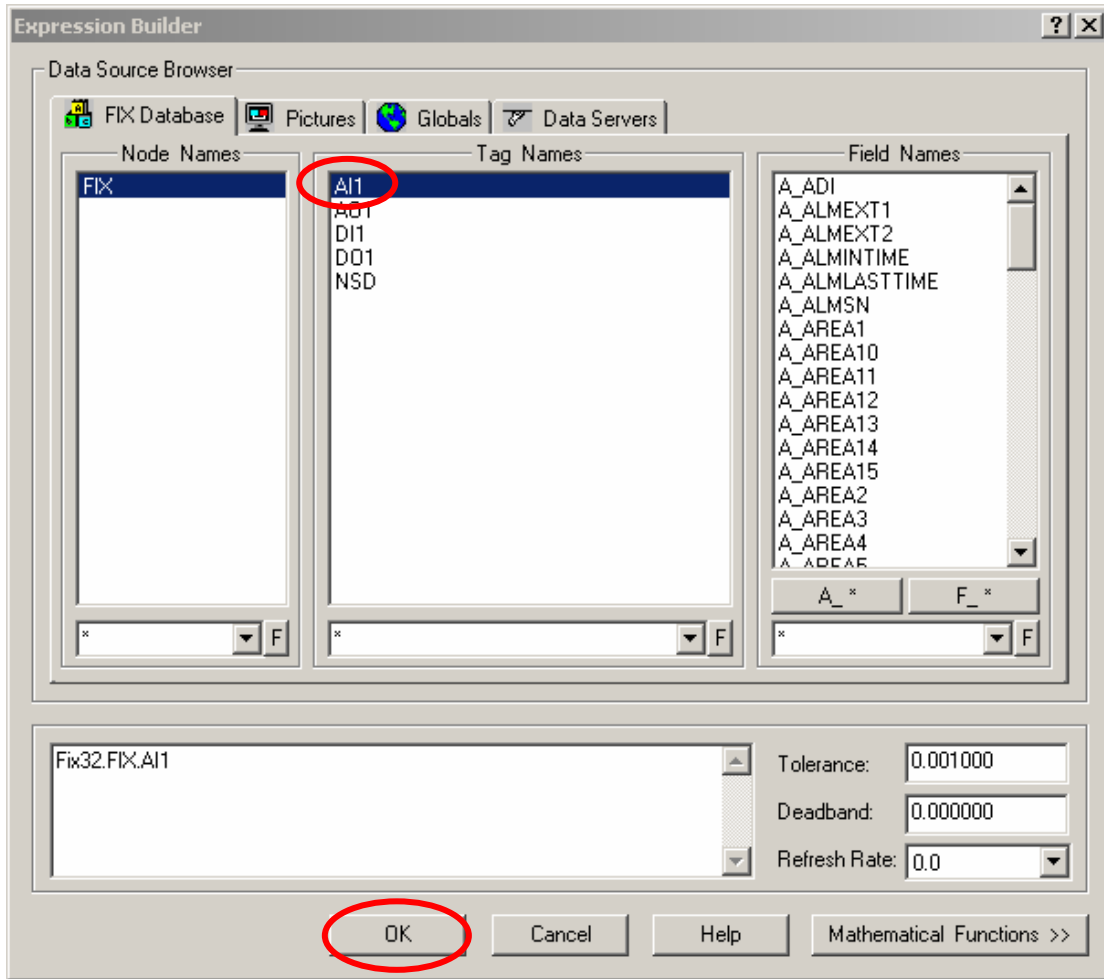 Expression Builder
Data Source Browser
FIX Database
Pictures
Globals
Data Servers
Node Names
FIX
*
F
Tag Names
AI1
AO1
DI1
DO1
NSD
*
F
Field Names
A_ADI
A_ALMEXT1
A_ALMEXT2
A_ALMINTIME
A_ALMLASTTIME
A_ALMSN
A_AREA1
A_AREA10
A_AREA11
A_AREA12
A_AREA13
A_AREA14
A_AREA15
A_AREA2
A_AREA3
A_AREA4
A_AREA5
A_ *
F_ *
*
F
Fix32.FIX.AI1
Tolerance: 0.001000
Deadband: 0.000000
Refresh Rate: 0.0
OK
Cancel
Help
Mathematical Functions >>